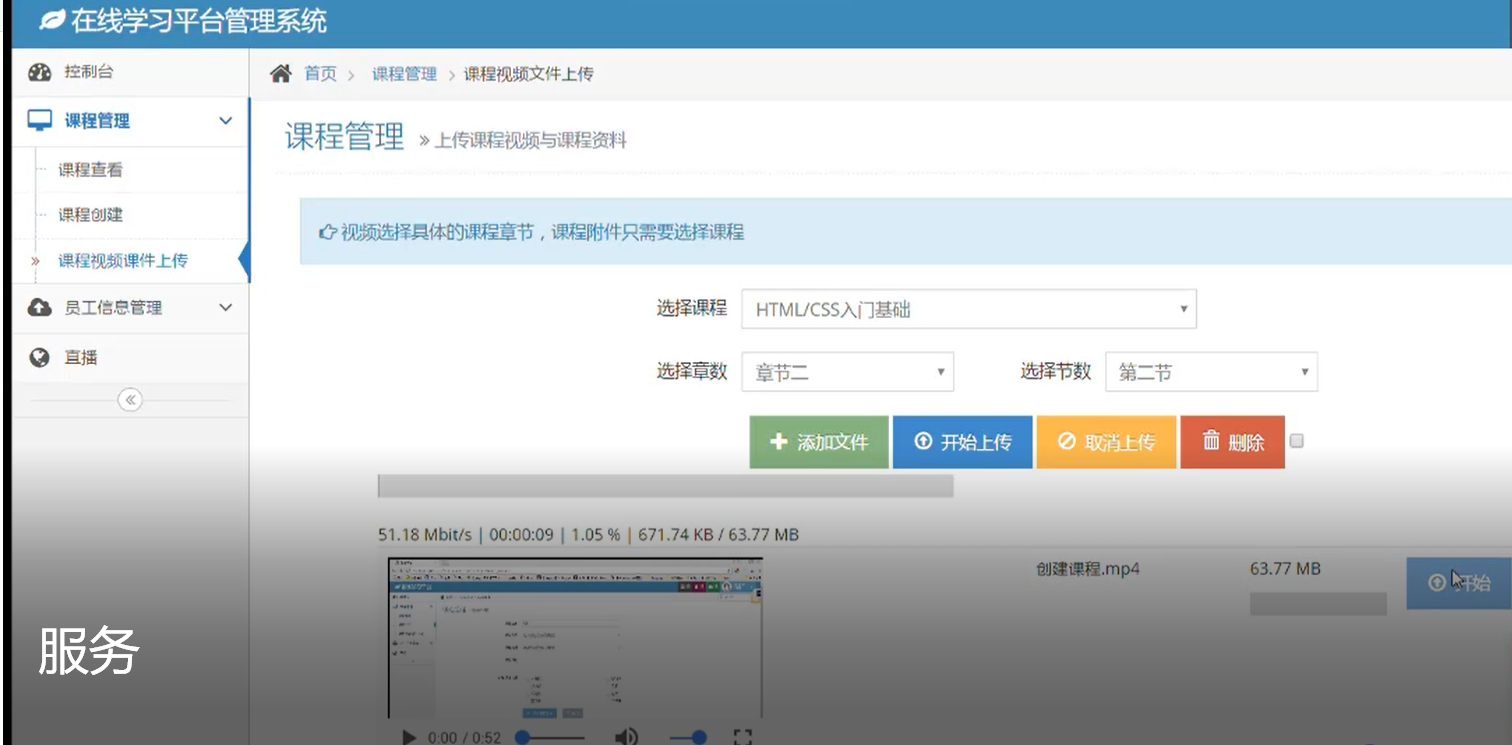 在线学习平台管理系统
控制台
首页 > 课程管理 > 课程视频文件上传
课程管理
课程管理 » 上传课程视频与课程资料
课程查看
课程创建
视频选择具体的课程章节，课程附件只需要选择课程
» 课程视频课件上传
员工信息管理
选择课程 HTML/CSS入门基础
直播
选择章数 章节二 选择节数 第二节
添加文件 开始上传 取消上传 删除
51.18 Mbit/s | 00:00:09 | 1.05 % | 671.74 KB / 63.77 MB
创建课程.mp4 63.77 MB 开始
服务
0:00 / 0:52